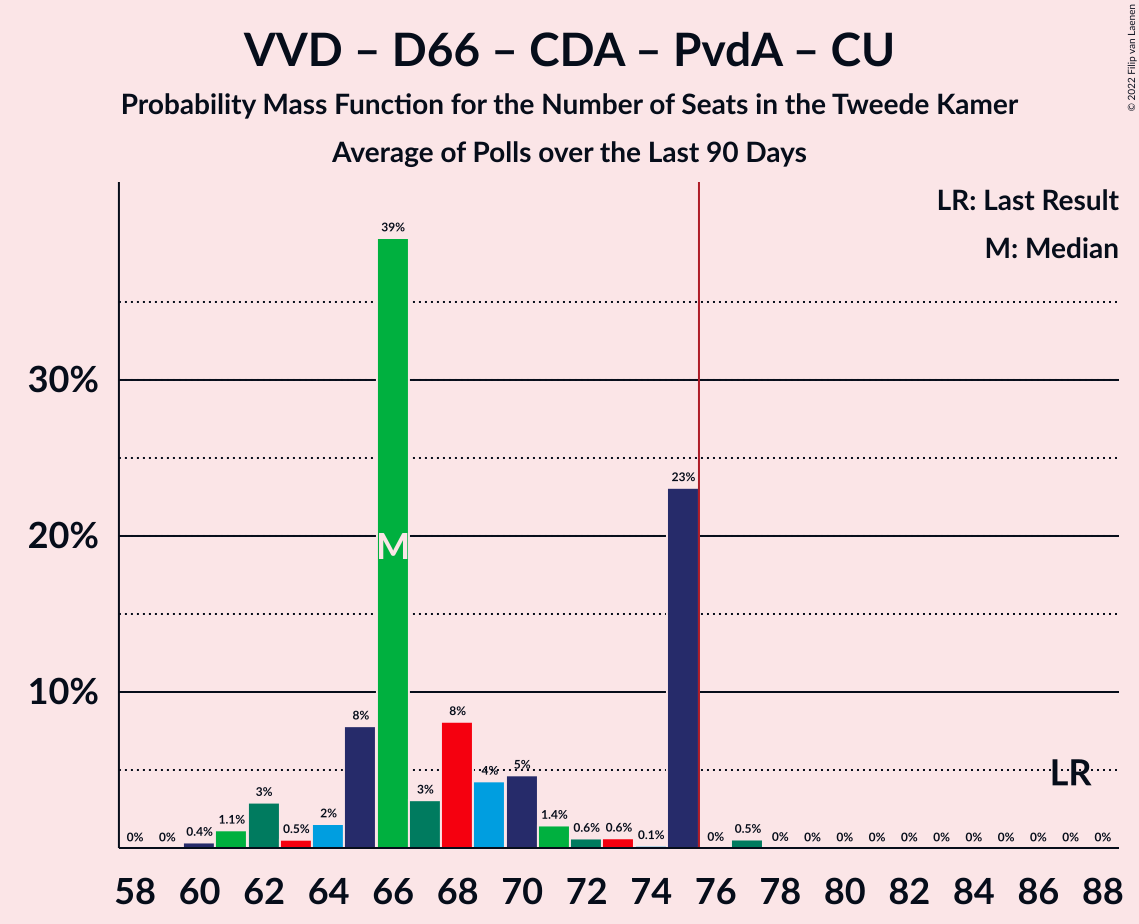 VVD – D66 – CDA – PvdA – CU
Probability Mass Function for the Number of Seats in the Tweede Kamer
Average of Polls over the Last 90 Days
© 2022 Filip van Laenen
LR: Last Result
M: Median
30%
20%
10%
0% 0% 0.4% 1.1% 3% 0.5% 2% 8% 39% 3% 8% 4% 5% 1.4% 0.6% 0.6% 0.1% 23% 0% 0.5% 0% 0% 0% 0% 0% 0% 0% 0% 0% 0% 0%
M
LR
58 60 62 64 66 68 70 72 74 76 78 80 82 84 86 88